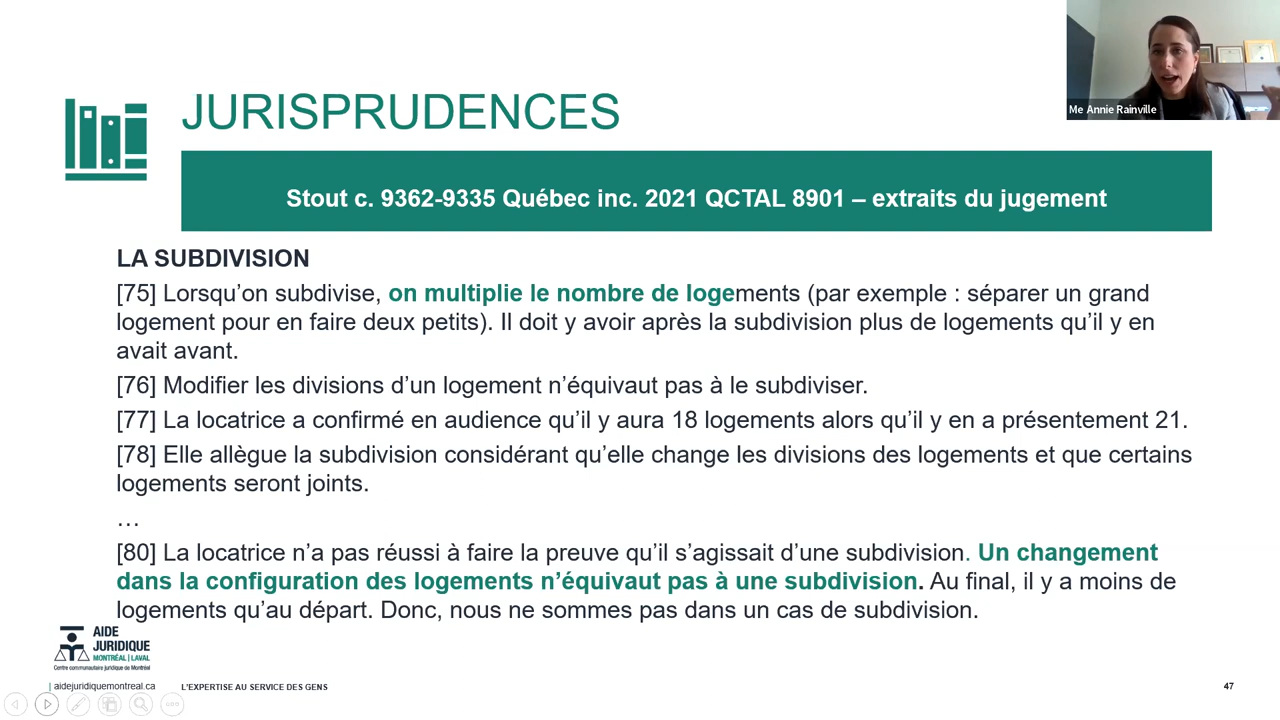 Me Annie Rainville
JURISPRUDENCES
Stout c. 9362-9335 Québec inc. 2021 QCTAL 8901 – extraits du jugement
LA SUBDIVISION
[75] Lorsqu’on subdivise, on multiplie le nombre de logements (par exemple : séparer un grand
logement pour en faire deux petits). Il doit y avoir après la subdivision plus de logements qu’il y en
avait avant.
[76] Modifier les divisions d’un logement n’équivaut pas à le subdiviser.
[77] La locatrice a confirmé en audience qu’il y aura 18 logements alors qu’il y en a présentement 21.
[78] Elle allègue la subdivision considérant qu’elle change les divisions des logements et que certains
logements seront joints.
…
[80] La locatrice n’a pas réussi à faire la preuve qu’il s’agissait d’une subdivision. Un changement
dans la configuration des logements n’équivaut pas à une subdivision. Au final, il y a moins de
logements qu’au départ. Donc, nous ne sommes pas dans un cas de subdivision.
AIDE
JURIDIQUE
MONTRÉAL | LAVAL
Centre communautaire juridique de Montréal
| aidejuridiquemontreal.ca
L'EXPERTISE AU SERVICE DES GENS
47